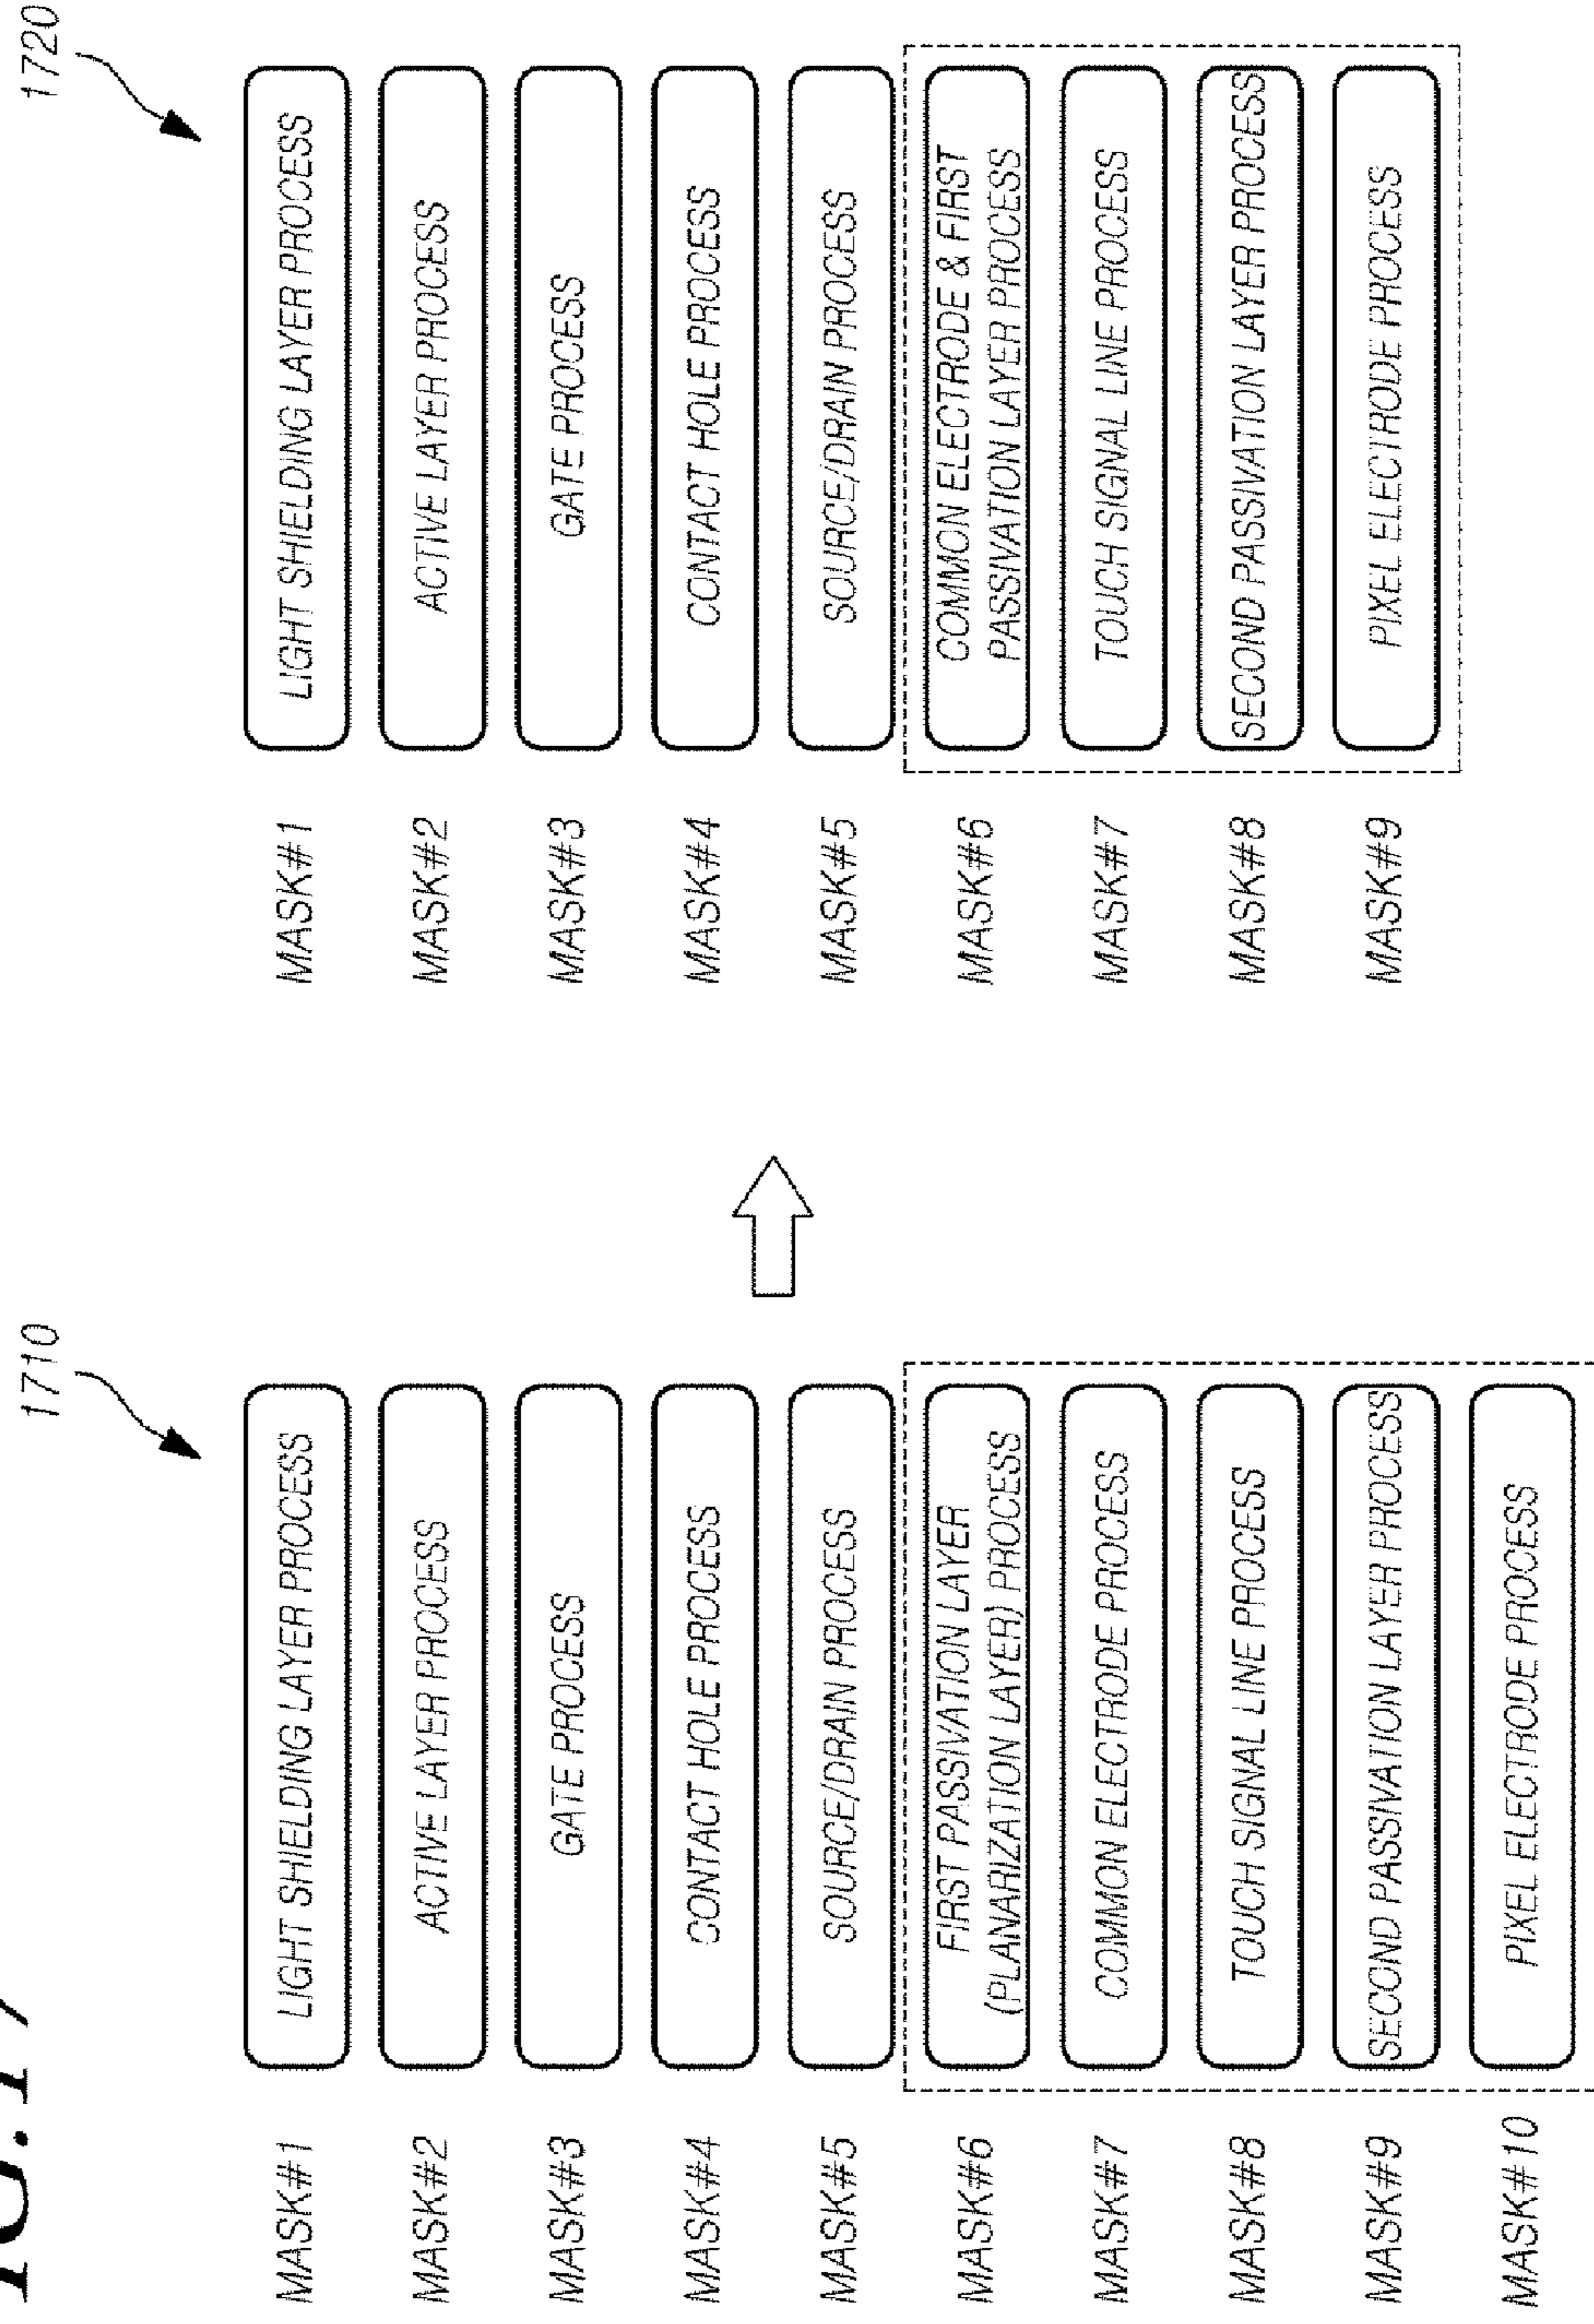 1710
MASK#1
LIGHT SHIELDING LAYER PROCESS
MASK#2
ACTIVE LAYER PROCESS
MASK#3
GATE PROCESS
MASK#4
CONTACT HOLE PROCESS
MASK#5
SOURCE/DRAIN PROCESS
MASK#6
FIRST PASSIVATION LAYER
(PLANARIZATION LAYER) PROCESS
MASK#7
COMMON ELECTRODE PROCESS
MASK#8
TOUCH SIGNAL LINE PROCESS
MASK#9
SECOND PASSIVATION LAYER PROCESS
MASK#10
PIXEL ELECTRODE PROCESS
1720
MASK#1
LIGHT SHIELDING LAYER PROCESS
MASK#2
ACTIVE LAYER PROCESS
MASK#3
GATE PROCESS
MASK#4
CONTACT HOLE PROCESS
MASK#5
SOURCE/DRAIN PROCESS
MASK#6
COMMON ELECTRODE & FIRST
PASSIVATION LAYER PROCESS
MASK#7
TOUCH SIGNAL LINE PROCESS
MASK#8
SECOND PASSIVATION LAYER PROCESS
MASK#9
PIXEL ELECTRODE PROCESS